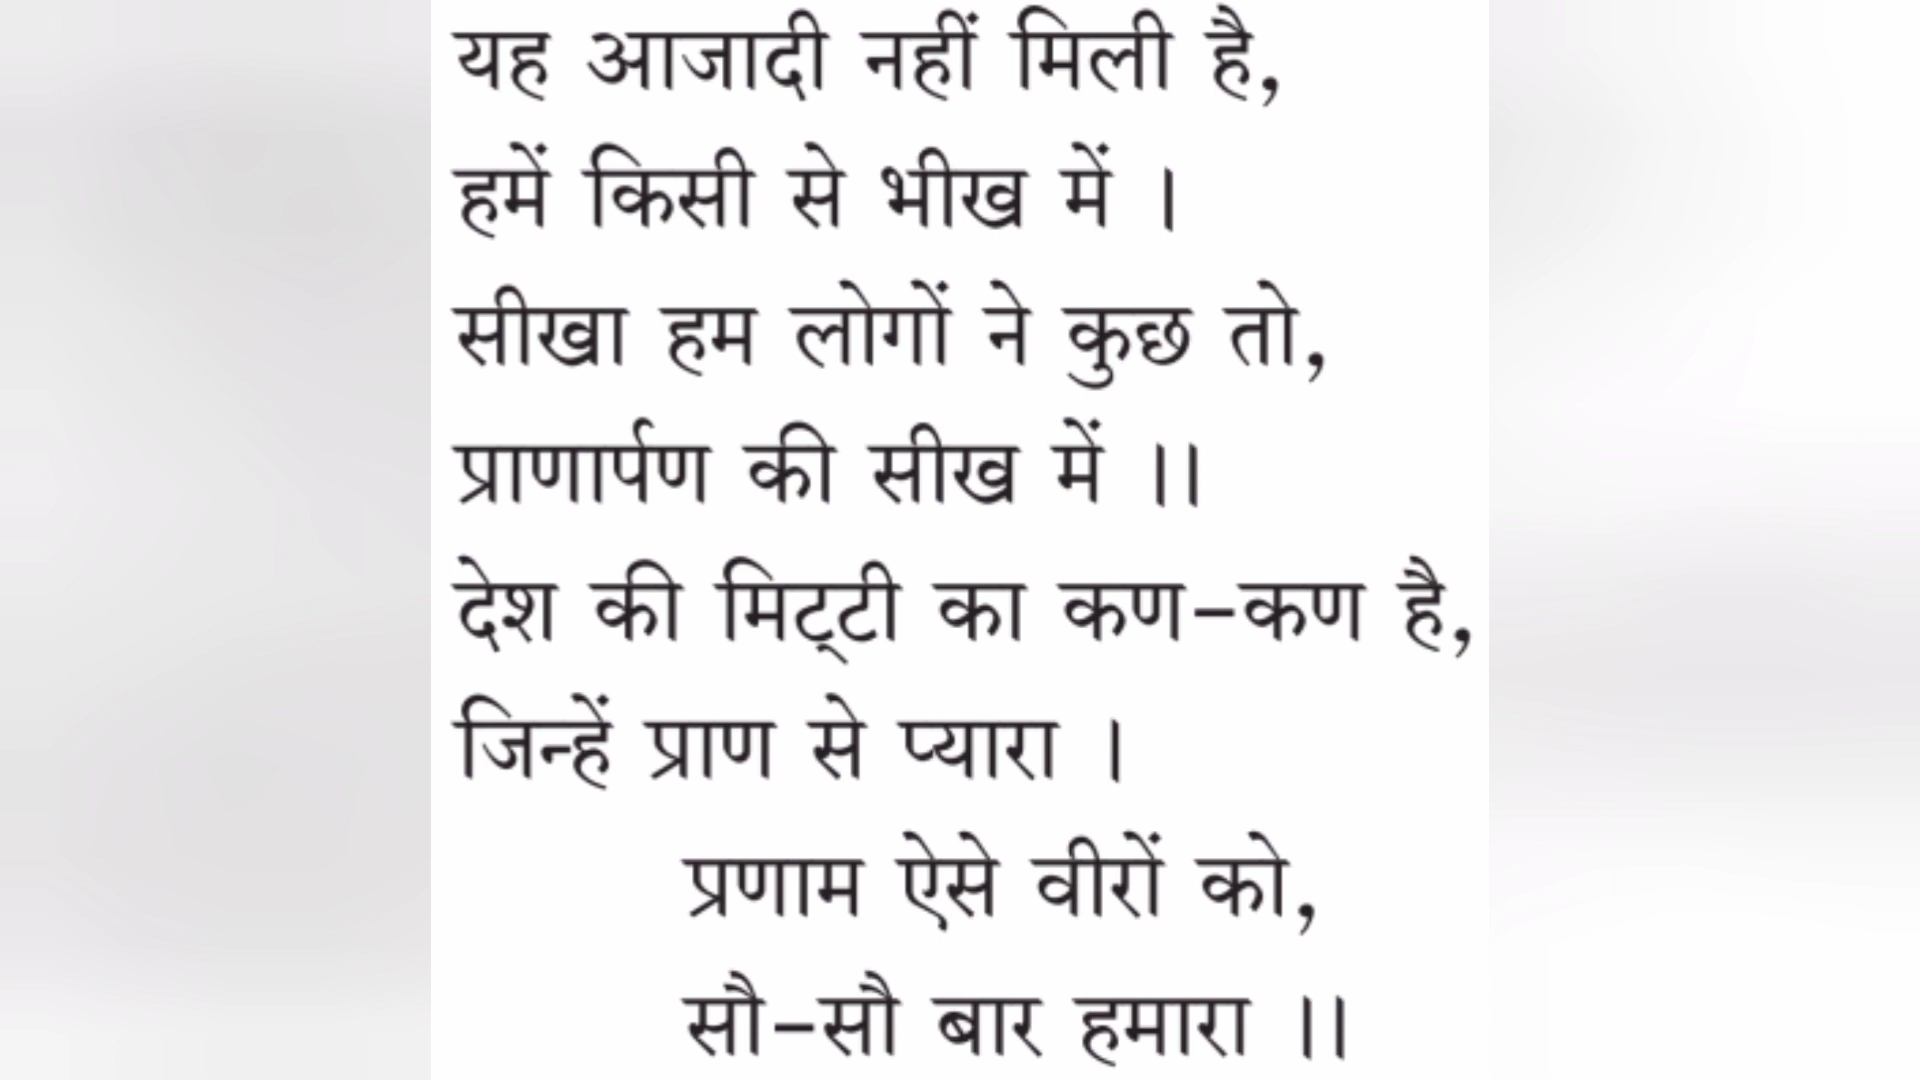 यह आजादी नहीं मिली है,
हमें किसी से भीख में ।
सीखा हम लोगों ने कुछ तो,
प्राणार्पण की सीख में ।।
देश की मिट्‌टी का कण-कण है,
जिन्हें प्राण से प्यारा ।
प्रणाम ऐसे वीरों को,
सौ-सौ बार हमारा ।।